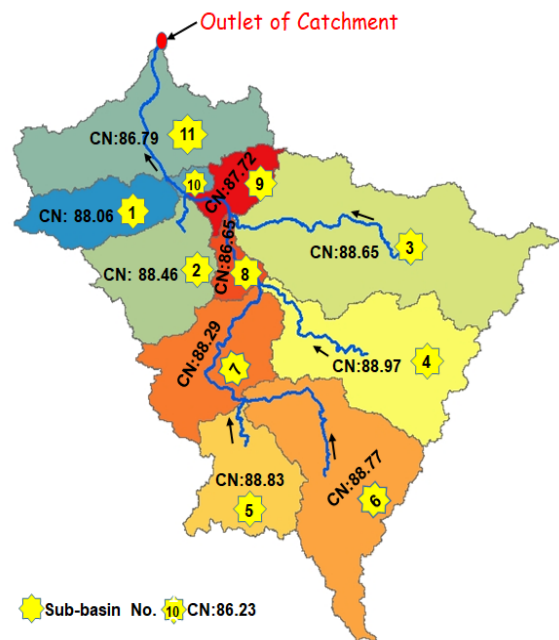 Outlet of Catchment
CN:86.79
11
10
CN:87.72
9
CN: 88.06
1
CN:86.65
CN:88.65
3
CN: 88.46
2
8
CN:88.29
7
CN:88.97
4
CN:88.83
5
CN:88.77
6
Sub-basin No. 10 CN:86.23